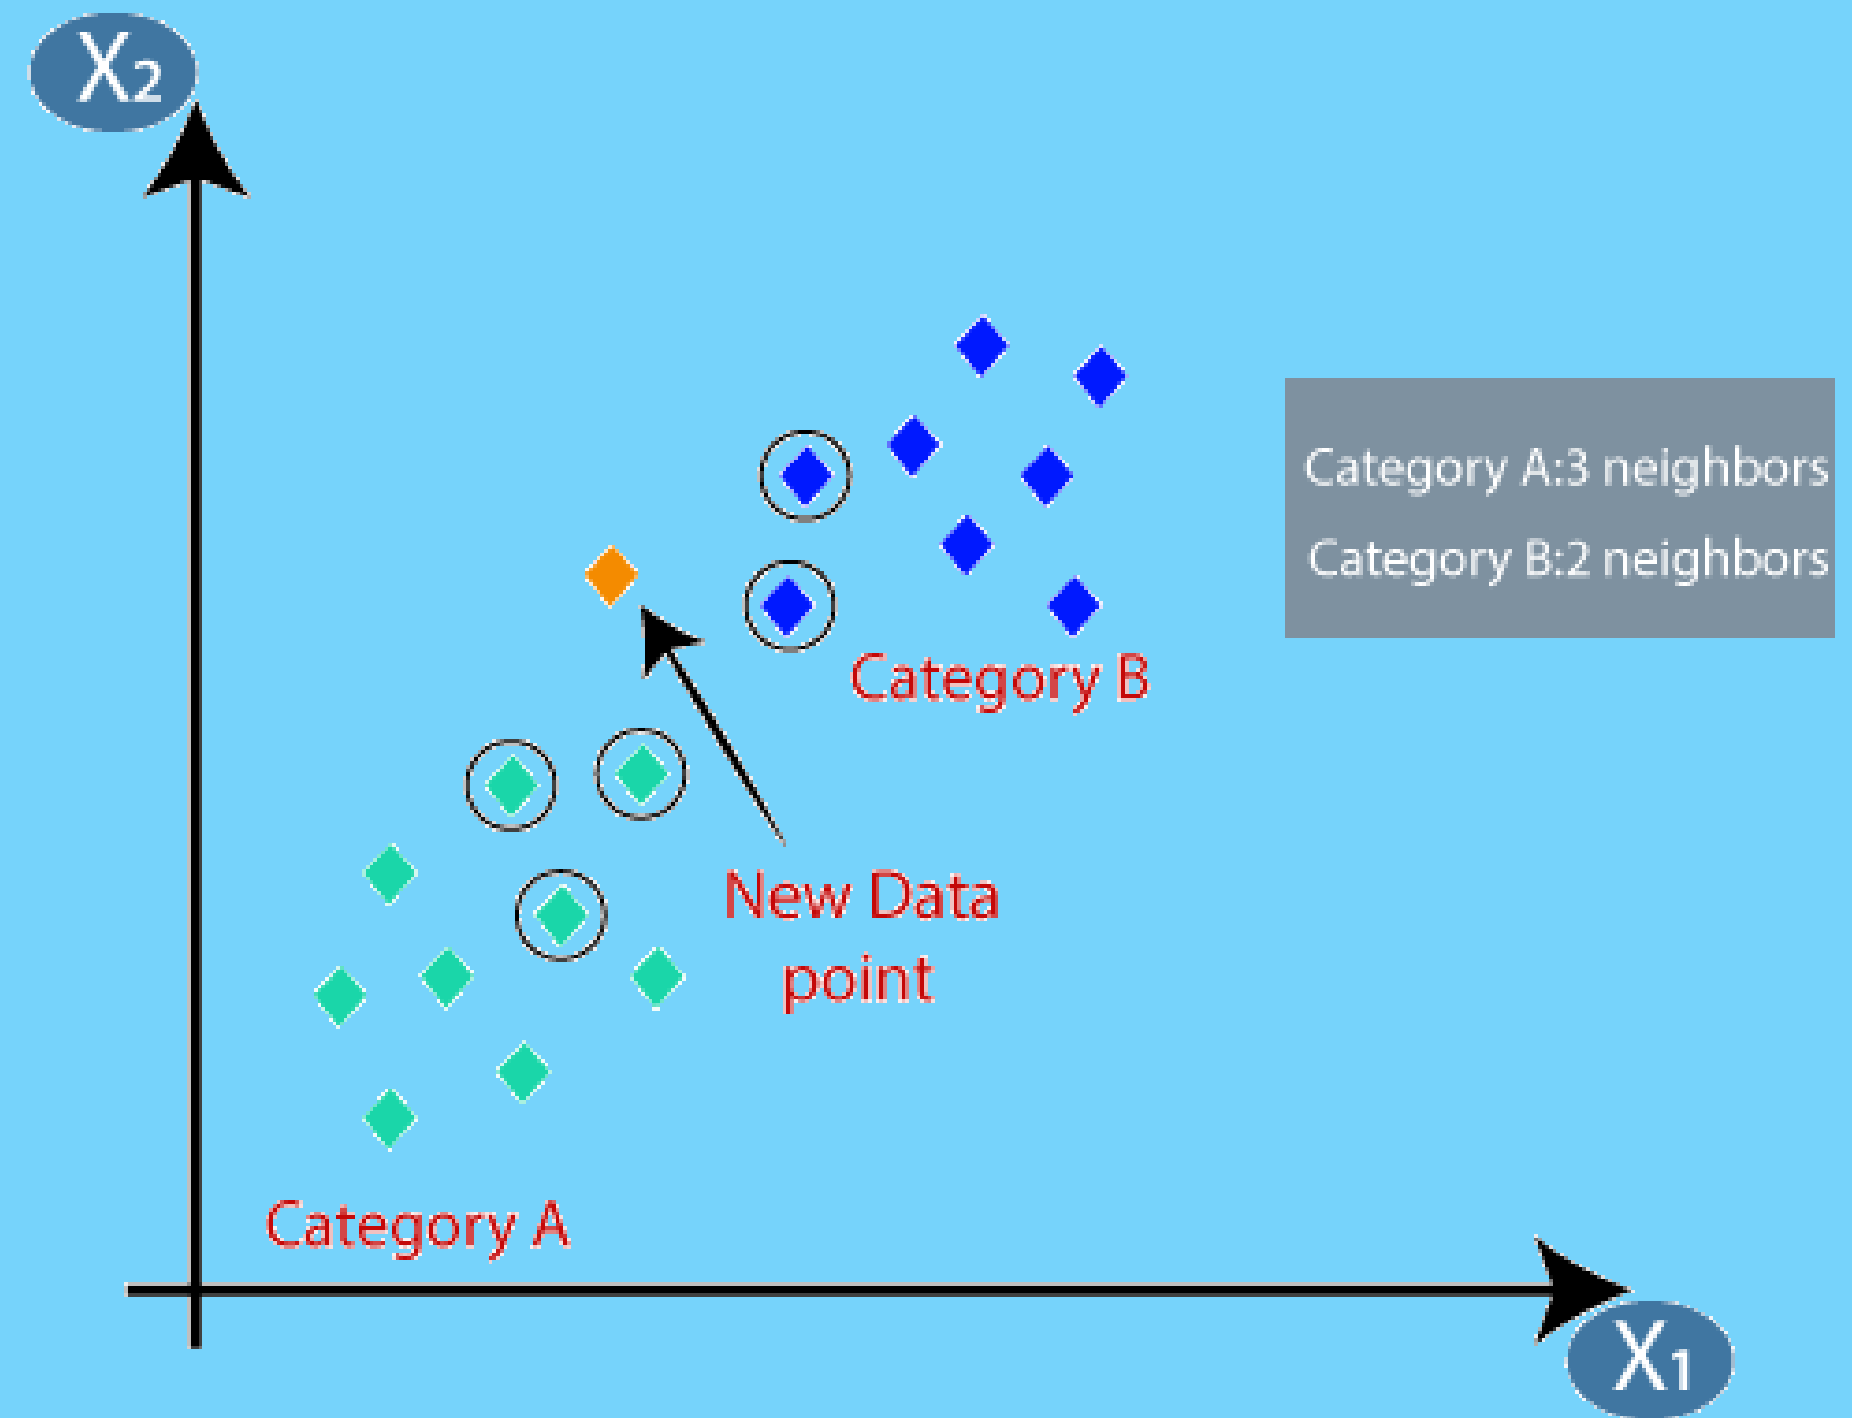 X₂
Category A:3 neighbors
Category B:2 neighbors
Category B
New Data
point
Category A
X₁